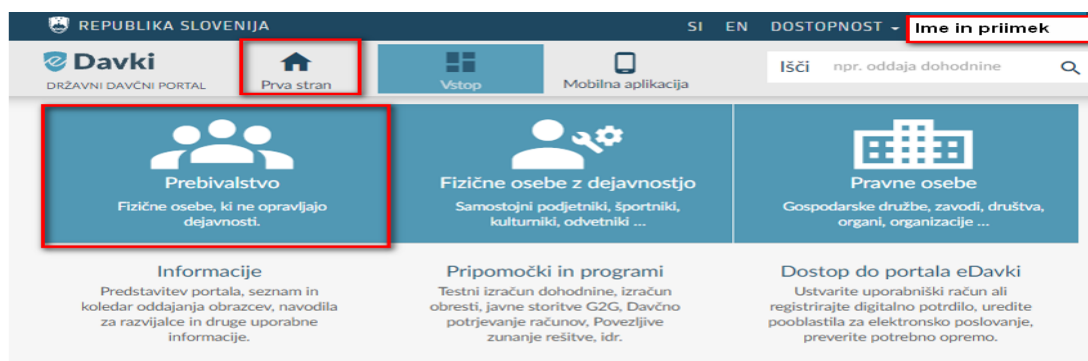 REPUBLIKA SLOVENIJA
SI EN DOSTOPNOST
Ime in priimek
Davki
DRŽAVNI DAVČNI PORTAL
Prva stran
Vstop
Mobilna aplikacija
Išči npr. oddaja dohodnine
Prebivalstvo
Fizične osebe, ki ne opravljajo
dejavnosti.
Fizične osebe z dejavnostjo
Samostojni podjetniki, športniki,
kulturniki, odvetniki ...
Pravne osebe
Gospodarske družbe, zavodi, društva,
organi, organizacije ...
Informacije
Predstavitev portala, seznam in
koledar oddajanja obrazcev, navodila
za razvijalce in druge uporabne
informacije.
Pripomočki in programi
Testni izračun dohodnine, izračun
obresti, javne storitve G2G, Davčno
potrjevanje računov, Povezljive
zunanje rešitve, idr.
Dostop do portala eDavki
Ustvarite uporabniški račun ali
registrirajte digitalno potrdilo, uredite
pooblastila za elektronsko poslovanje,
preverite potrebno opremo.